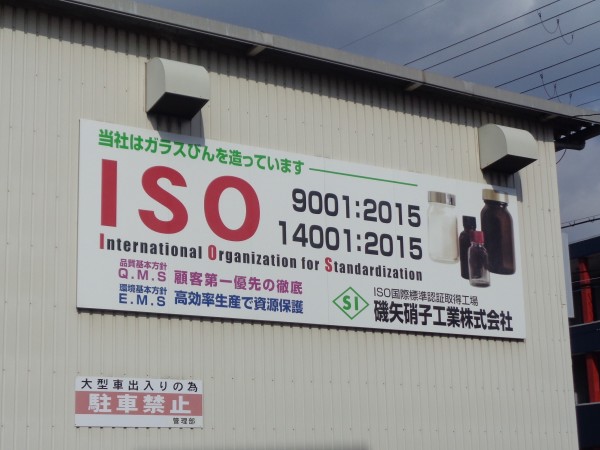 当社はガラスびんを造っています
ISO 9001:2015
14001:2015
International Organization for Standardization
品質基本方針
Q.M.S 顧客第一優先の徹底
環境基本方針
E.M.S 高効率生産で資源保護
SI
ISO国際標準認証取得工場
磯矢硝子工業株式会社
大型車出入りの為
駐車禁止
管理部